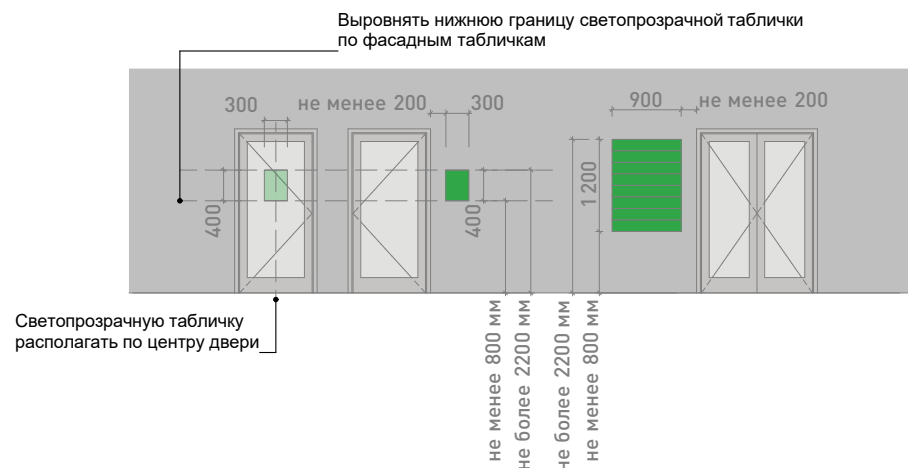 Выровнять нижнюю границу светопрозрачной таблички
по фасадным табличкам
300
не менее 200
300
900
не менее 200
400
400
1200
Светопрозрачную табличку
располагать по центру двери
не менее 800 мм
не более 2200 мм
не более 2200 мм
не менее 800 мм